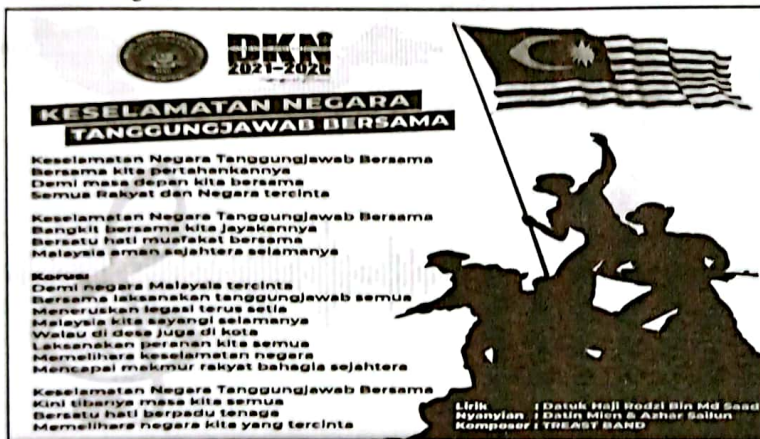 DKN
2021-2025
KESELAMATAN NEGARA
TANGGUNGJAWAB BERSAMA
Keselamatan Negara Tanggungjawab Bersama
Bersama kita pertahankannya
Demi masa depan kita bersama
Semua Rakyat dan Negara tercinta
Keselamatan Negara Tanggungjawab Bersama
Bangkit bersama kita jayakannya
Bersatu hati muafakat bersama
Malaysia aman sejahtera selamanya
Korus
Demi Negara Malaysia tercinta
Bersama laksanakan tanggungjawab semua
Meneruskan legasi terus setia
Malaysia kita sayangi selamanya
Walau di desa juga di kota
Laksanakan peranan kita semua
Memelihara keselamatan negara
Mencapai makmur rakyat bahagia sejahtera
Keselamatan Negara Tanggungjawab Bersama
Kini tibanya masa kita semua
Bersatu hati berpadu tenaga
Memelihara negara kita yang tercinta
Lirik : Datuk Haji Rodzi Bin Md Saad
Nyanyian : Datin Mien & Azhar Sailun
Komposer : TREAST BAND